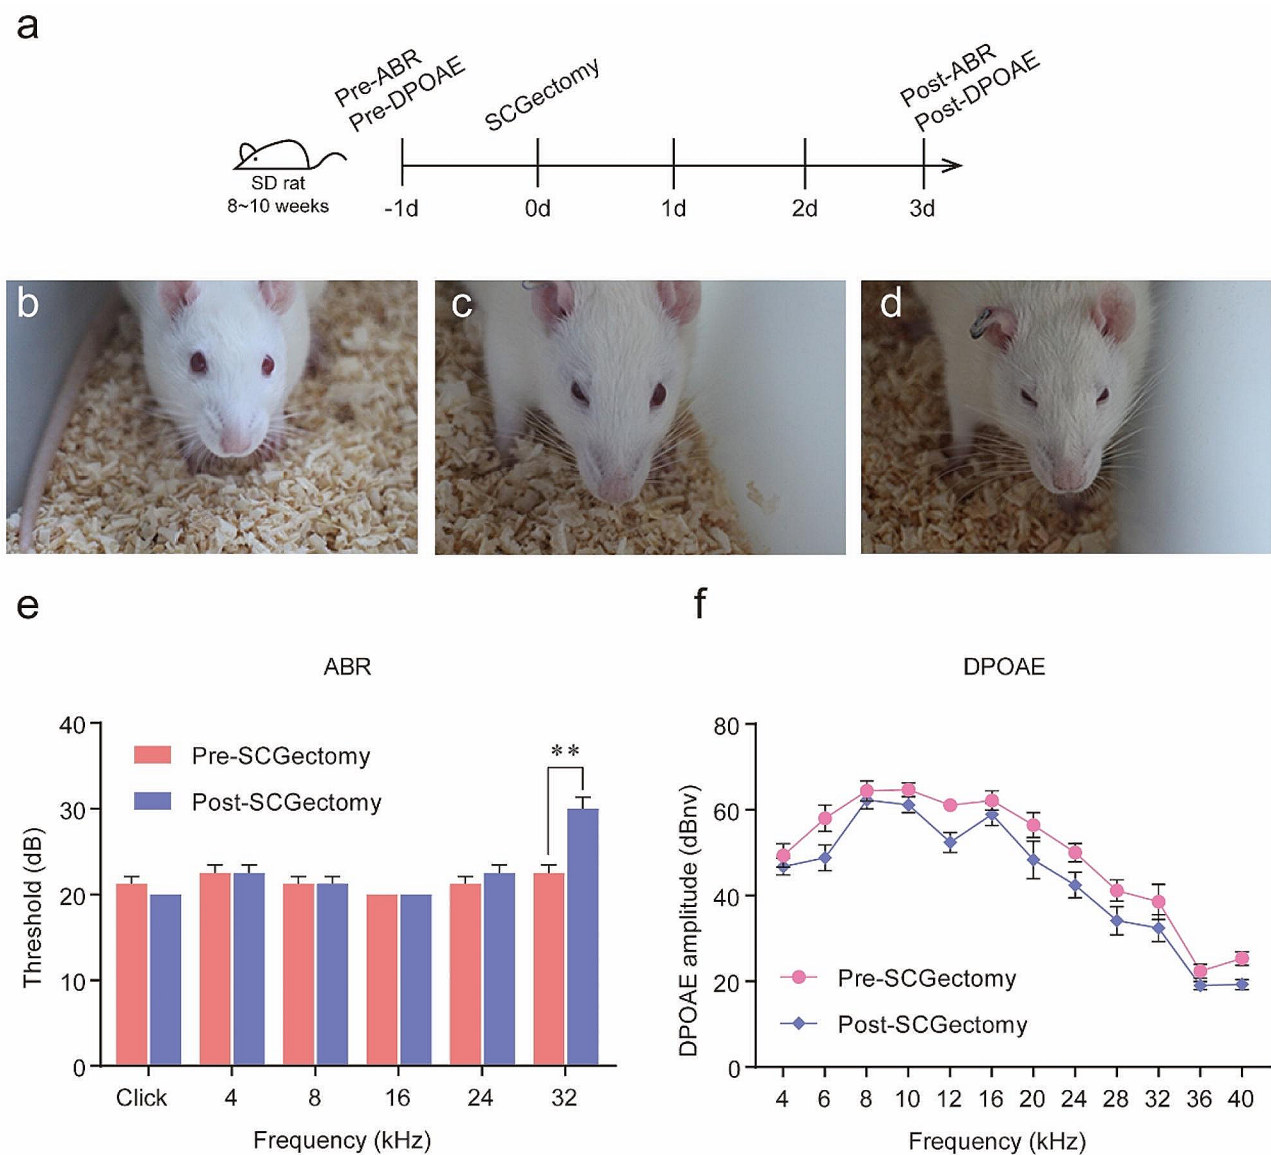 a
Pre-ABR
Pre-DPOAE
SCGectomy
Post-ABR
Post-DPOAE
SD rat
8~10 weeks
-1d
0d
1d
2d
3d
b
c
d
e
f
ABR
40
30
20
10
0
Threshold (dB)
Pre-SCGectomy
Post-SCGectomy
**
Click
4
8
16
24
32
Frequency (kHz)
DPOAE
80
60
40
20
0
DPOAE amplitude (dBnv)
Pre-SCGectomy
Post-SCGectomy
4
6
8
10
12
16
20
24
28
32
36
40
Frequency (kHz)